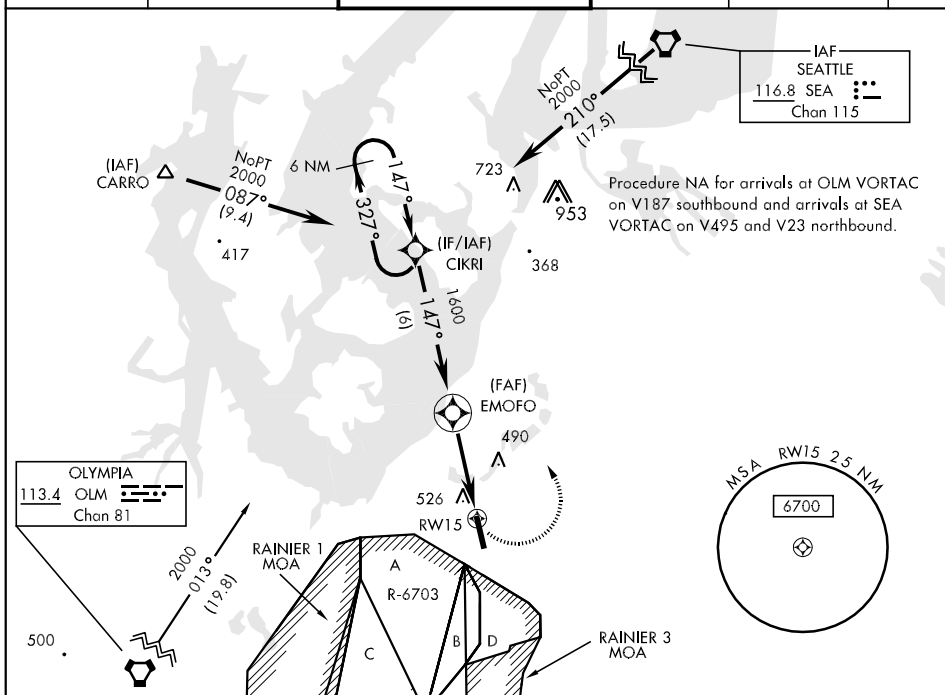 IAF
SEATTLE
116.8 SEA
Chan 115
NoPT
2000
210°
(17.5)
(IAF)
CARRO
NoPT
2000
087°
(9.4)
6 NM
147°
327°
723
953
Procedure NA for arrivals at OLM VORTAC
on V187 southbound and arrivals at SEA
VORTAC on V495 and V23 northbound.
417
(IF/IAF)
CIKRI
368
1600
147°
(6)
(FAF)
EMOFO
490
526
RW15
OLYMPIA
113.4 OLM
Chan 81
2000
013°
(19.8)
500
RAINIER 1
MOA
A
R-6703
B
C
D
RAINIER 3
MOA
MSA RW15 25 NM
6700